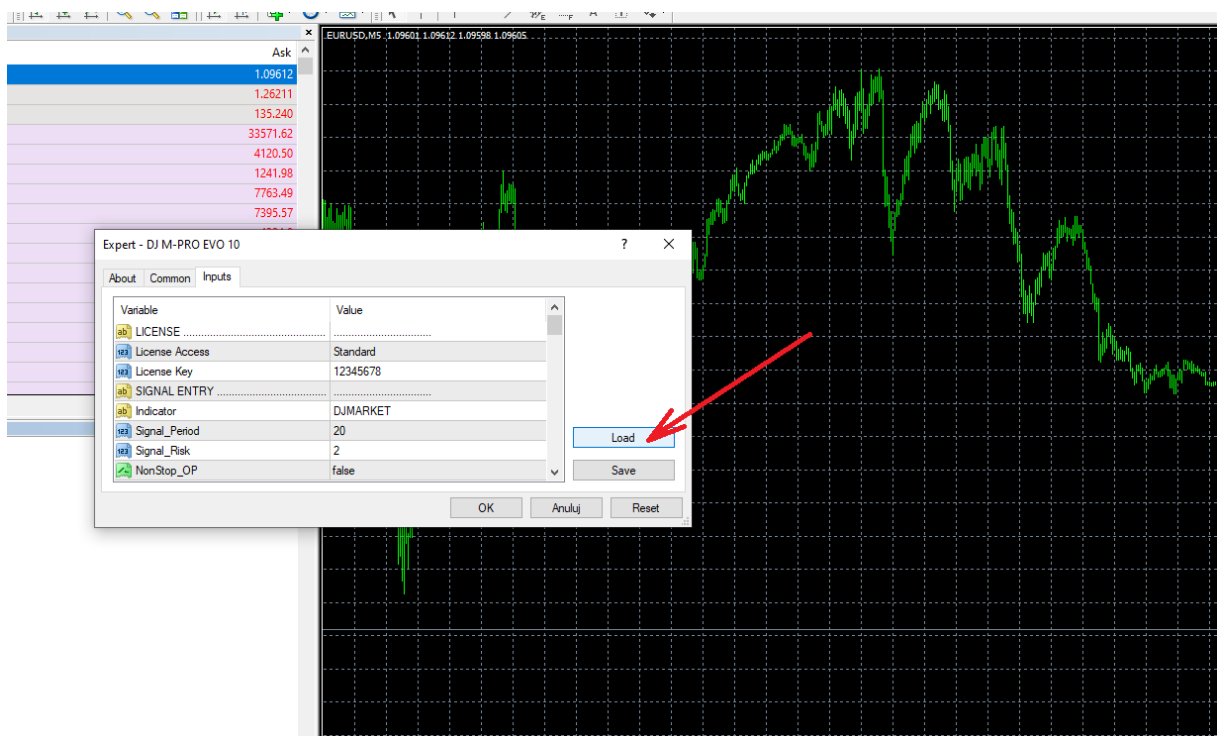 EURUSD,M5 1.09601 1.09612 1.09598 1.09605
Ask
1.09612
1.26211
135.240
33571.62
4120.50
1241.98
7763.49
7395.57
Expert - DJ M-PRO EVO 10
About Common Inputs
Variable Value
LICENSE ................................................ .................................
License Access Standard
License Key 12345678
SIGNAL ENTRY ..................................... .................................
Indicator DJMARKET
Signal_Period 20
Signal_Risk 2
NonStop_OP false
Load
Save
OK Anuluj Reset